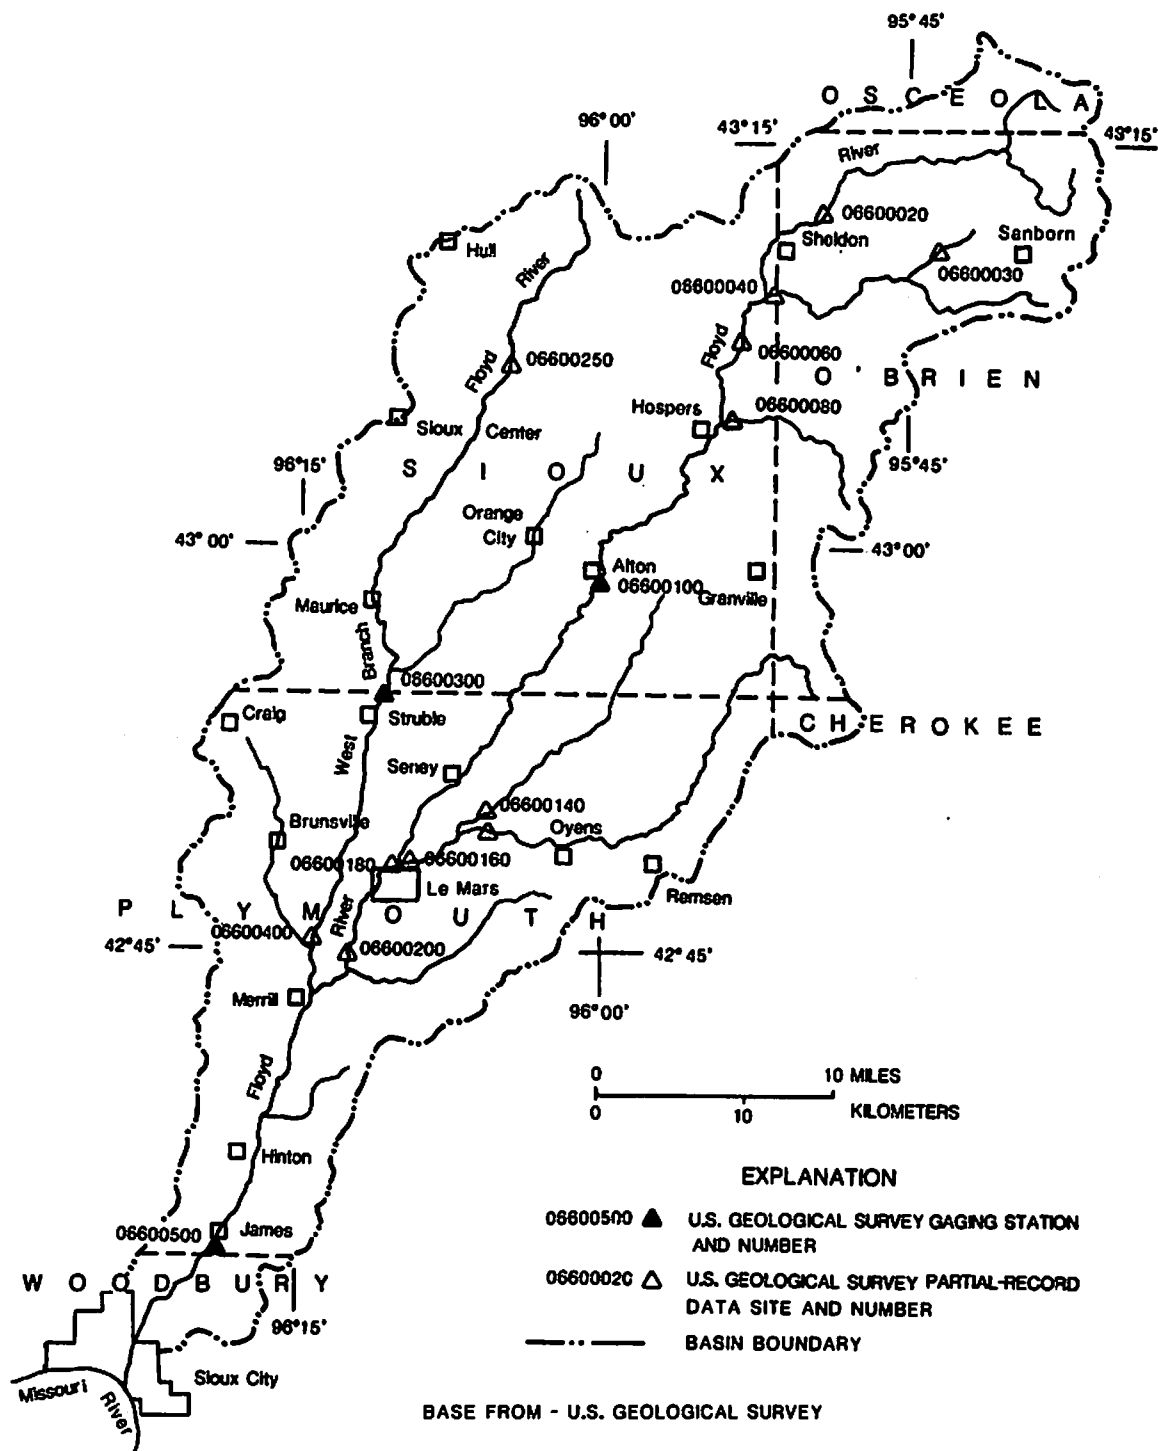 95°45'
O S C E O L A
96°00'
43°15'
43°15'
River
06600020
Hull
Sheldon
Sanborn
River
06600030
06600040
Floyd
06600060
06600250
Floyd
O'BRIEN
Hospers
06600080
Sioux Center
96°15'
S I O U X
95°45'
Orange
City
43°00'
43°00'
Alton
06600100
Granville
Maurice
Branch
06600300
Craig
Struble
C H E R O K E E
West
Seney
06600140
Brunsville
Oyens
06600180
06600160
Le Mars
Remsen
P L Y M O U T H
River
06600400
42°45'
06600200
42°45'
Merrill
96°00'
Floyd
0 10 MILES
0 10 KILOMETERS
Hinton
EXPLANATION
06600500 U.S. GEOLOGICAL SURVEY GAGING STATION
AND NUMBER
06600500
James
06600020 U.S. GEOLOGICAL SURVEY PARTIAL-RECORD
DATA SITE AND NUMBER
W O O D B U R Y
96°15'
BASIN BOUNDARY
Sioux City
Missouri
River
BASE FROM - U.S. GEOLOGICAL SURVEY